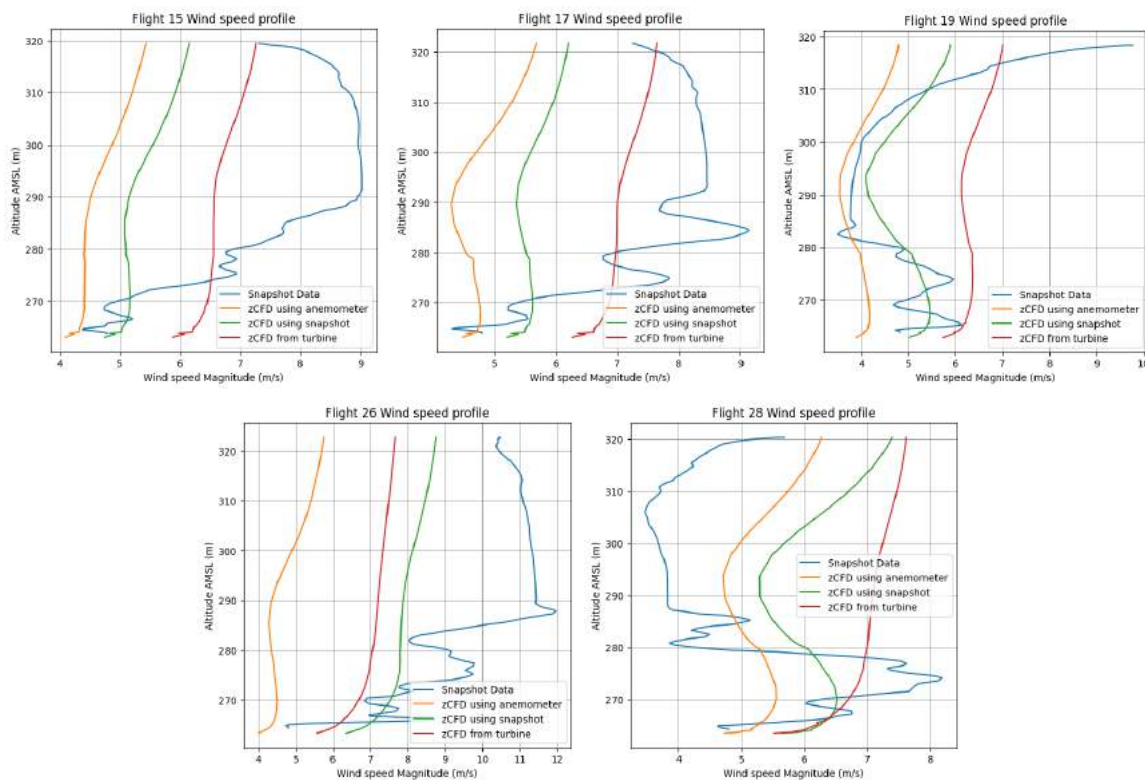 Flight 15 Wind speed profile
320
310
300
290
280
270
Altitude AMSL (m)
Snapshot Data
zCFD using anemometer
zCFD using snapshot
zCFD from turbine
4 5 6 7 8 9
Wind speed Magnitude (m/s)
Flight 17 Wind speed profile
320
310
300
290
280
270
Altitude AMSL (m)
Snapshot Data
zCFD using anemometer
zCFD using snapshot
zCFD from turbine
5 6 7 8 9
Wind speed Magnitude (m/s)
Flight 19 Wind speed profile
320
310
300
290
280
270
Altitude AMSL (m)
Snapshot Data
zCFD using anemometer
zCFD using snapshot
zCFD from turbine
4 5 6 7 8 9 10
Wind speed Magnitude (m/s)
Flight 26 Wind speed profile
320
310
300
290
280
270
Altitude AMSL (m)
Snapshot Data
zCFD using anemometer
zCFD using snapshot
zCFD from turbine
4 5 6 7 8 9 10 11 12
Wind speed Magnitude (m/s)
Flight 28 Wind speed profile
320
310
300
290
280
270
Altitude AMSL (m)
Snapshot Data
zCFD using anemometer
zCFD using snapshot
zCFD from turbine
4 5 6 7 8
Wind speed Magnitude (m/s)